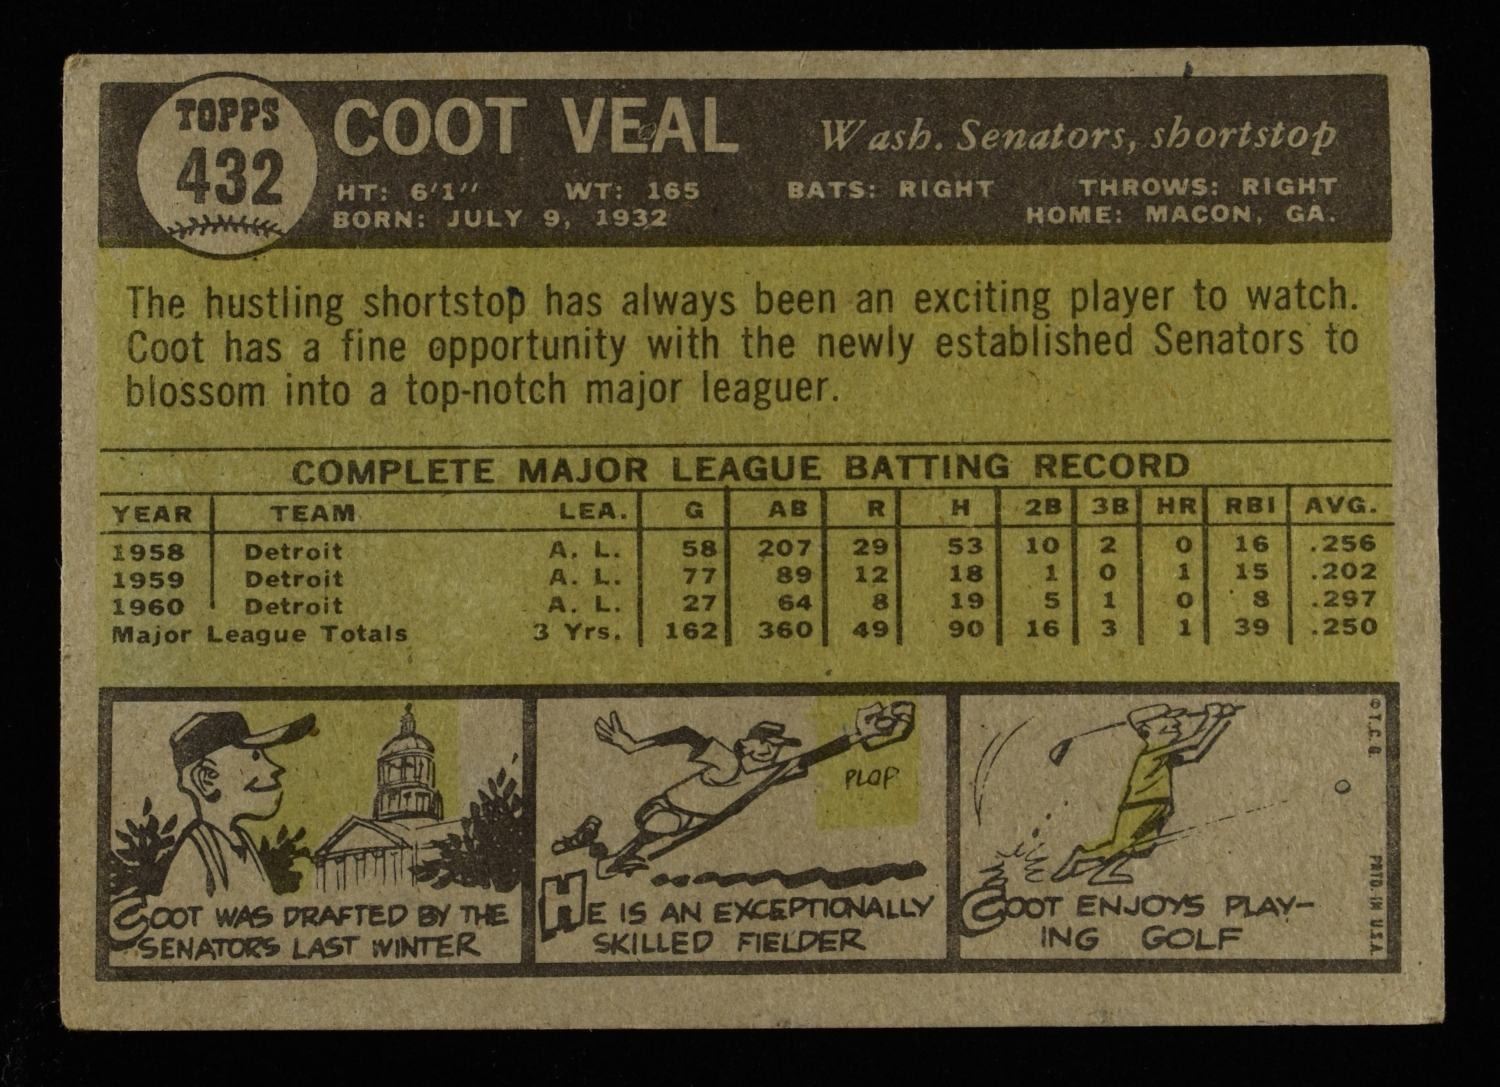 TOPPS
432
COOT VEAL
Wash. Senators, shortstop
HT: 6'1" WT: 165 BATS: RIGHT THROWS: RIGHT
BORN: JULY 9, 1932 HOME: MACON, GA.
The hustling shortstop has always been an exciting player to watch.
Coot has a fine opportunity with the newly established Senators to
blossom into a top-notch major leaguer.
COMPLETE MAJOR LEAGUE BATTING RECORD
YEAR TEAM LEA. G AB R H 2B 3B HR RBI AVG.
1958 Detroit A. L. 58 207 29 53 10 2 0 16 .256
1959 Detroit A. L. 77 89 12 18 1 0 1 15 .202
1960 Detroit A. L. 27 64 8 19 5 1 0 8 .297
Major League Totals 3 Yrs. 162 360 49 90 16 3 1 39 .250
COOT WAS DRAFTED BY THE
SENATORS LAST WINTER
PLOP
HE IS AN EXCEPTIONALLY
SKILLED FIELDER
COOT ENJOYS PLAY-
ING GOLF
© T. C. G.
PRTD. IN U.S.A.